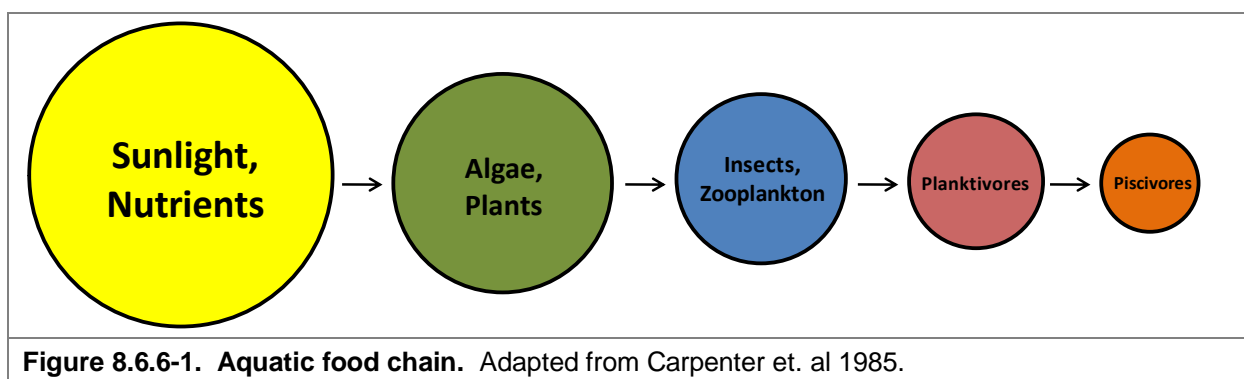 Sunlight,
Nutrients
Algae,
Plants
Insects,
Zooplankton
Planktivores
Piscivores
Figure 8.6.6-1. Aquatic food chain. Adapted from Carpenter et. al 1985.